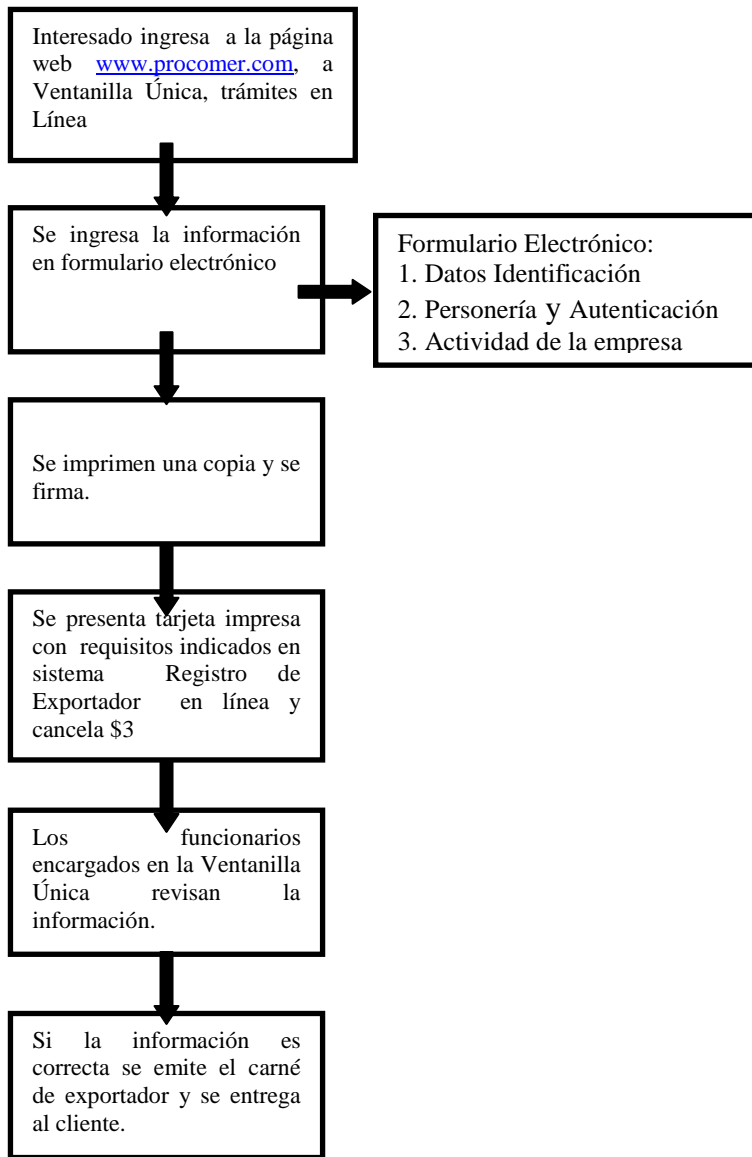 Interesado ingresa a la página
web www.procomer.com, a
Ventanilla Única, trámites en
Línea
Se ingresa la información
en formulario electrónico
Formulario Electrónico:
1. Datos Identificación
2. Personería y Autenticación
3. Actividad de la empresa
Se imprimen una copia y se
firma.
Se presenta tarjeta impresa
con requisitos indicados en
sistema Registro de
Exportador en línea y
cancela $3
Los funcionarios
encargados en la Ventanilla
Única revisan la
información.
Si la información es
correcta se emite el carné
de exportador y se entrega
al cliente.